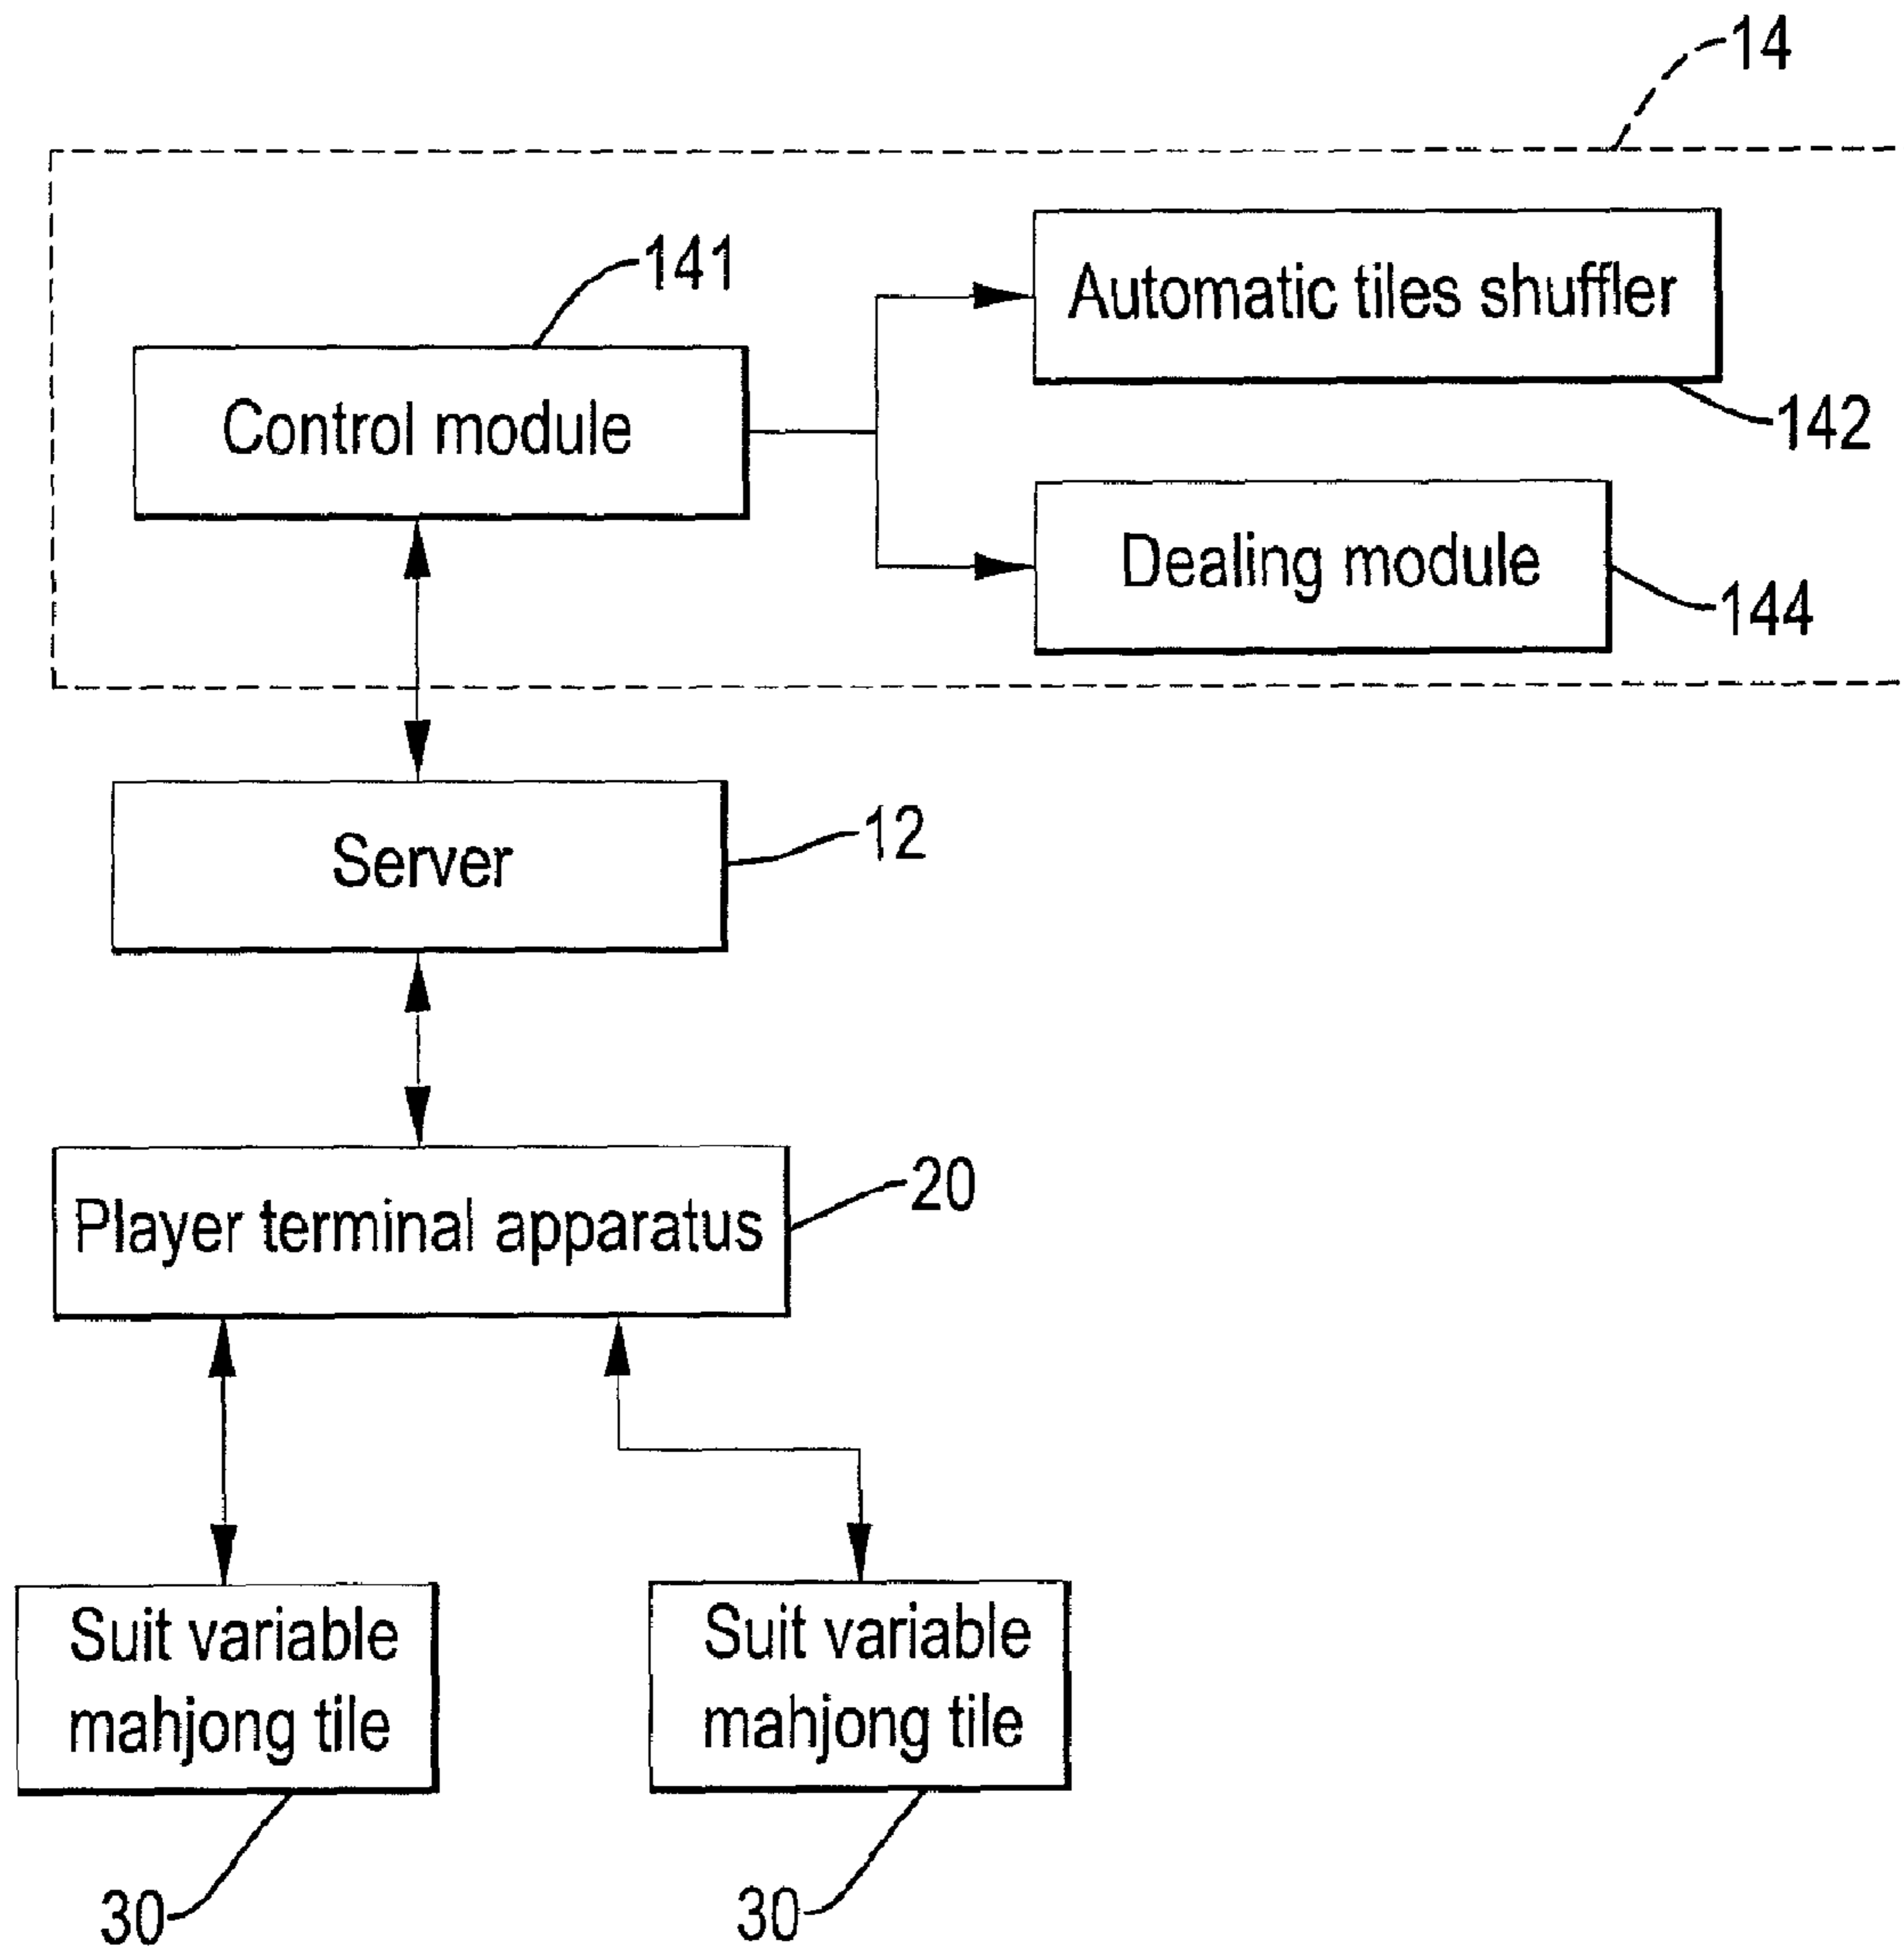 14
141
Automatic tiles shuffler
Control module
142
Dealing module
144
12
Server
20
Player terminal apparatus
Suit variable
mahjong tile
Suit variable
mahjong tile
30
30